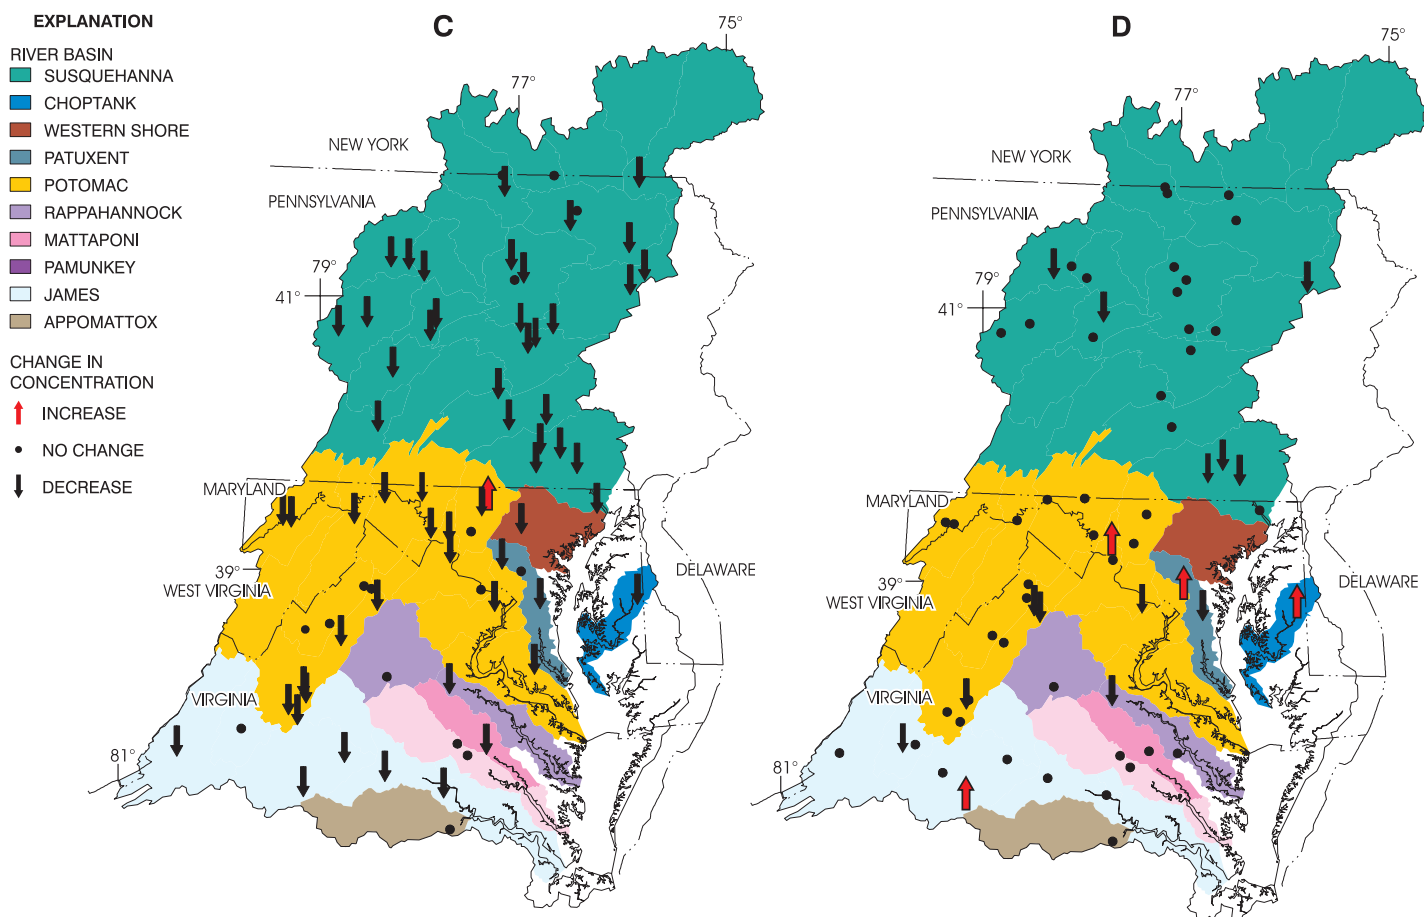 EXPLANATION
RIVER BASIN
SUSQUEHANNA
CHOPTANK
WESTERN SHORE
PATUXENT
POTOMAC
RAPPAHANNOCK
MATTAPONI
PAMUNKEY
JAMES
APPOMATTOX
CHANGE IN
CONCENTRATION
INCREASE
NO CHANGE
DECREASE
C
75°
77°
NEW YORK
PENNSYLVANIA
79°
41°
MARYLAND
39°
WEST VIRGINIA
DELAWARE
VIRGINIA
81°
D
75°
77°
NEW YORK
PENNSYLVANIA
79°
41°
MARYLAND
39°
WEST VIRGINIA
DELAWARE
VIRGINIA
81°